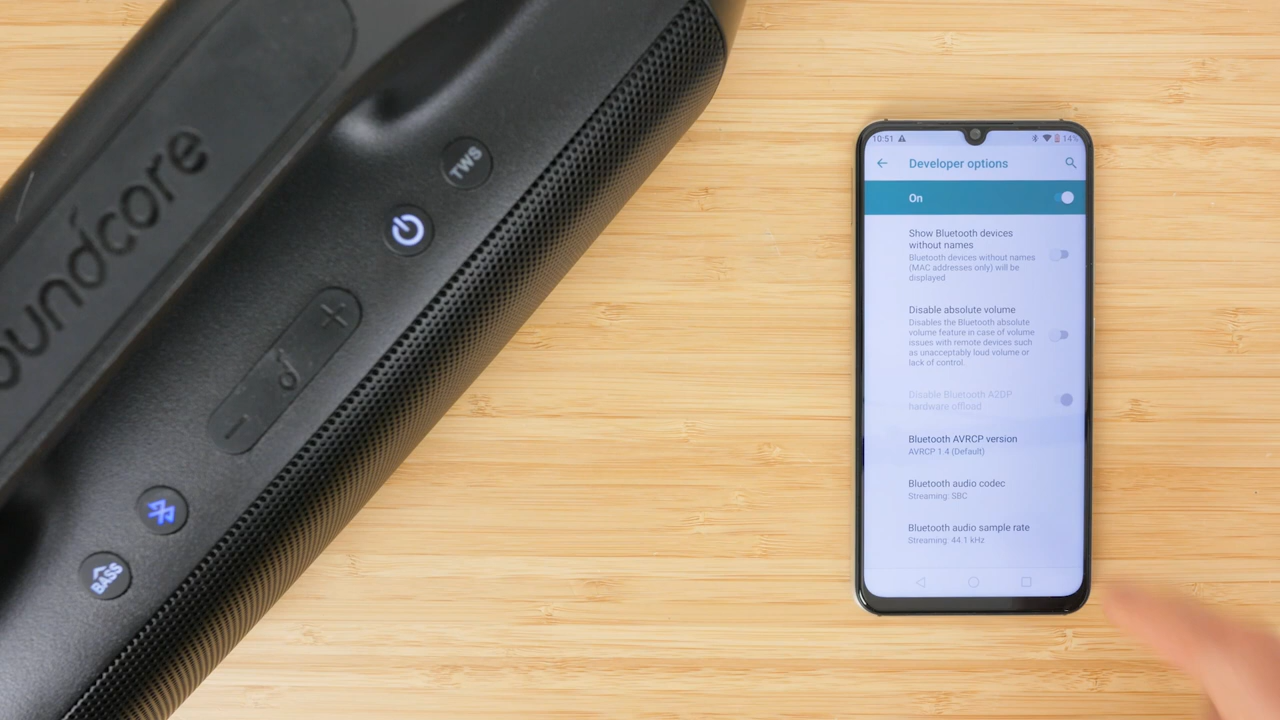 oundcore
TWS
BASS
10:51
14%
Developer options
On
Show Bluetooth devices
without names
Bluetooth devices without names
(MAC addresses only) will be
displayed
Disable absolute volume
Disables the Bluetooth absolute
volume feature in case of volume
issues with remote devices such
as unacceptably loud volume or
lack of control.
Disable Bluetooth A2DP
hardware offload
Bluetooth AVRCP version
AVRCP 1.4 (Default)
Bluetooth audio codec
Streaming: SBC
Bluetooth audio sample rate
Streaming: 44.1 kHz